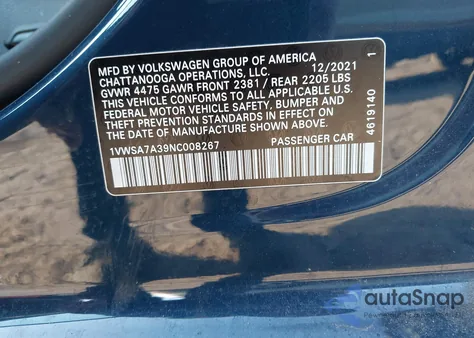 MFD BY VOLKSWAGEN GROUP OF AMERICA
CHATTANOOGA OPERATIONS, LLC. 12/2021 1
GVWR 4475 GAWR FRONT 2381 / REAR 2205 LBS
THIS VEHICLE CONFORMS TO ALL APPLICABLE U.S.
FEDERAL MOTOR VEHICLE SAFETY, BUMPER AND
THEFT PREVENTION STANDARDS IN EFFECT ON THE
DATE OF MANUFACTURE SHOWN ABOVE.
1VWSA7A39NC008267 PASSENGER CAR
4619140
autoSnap